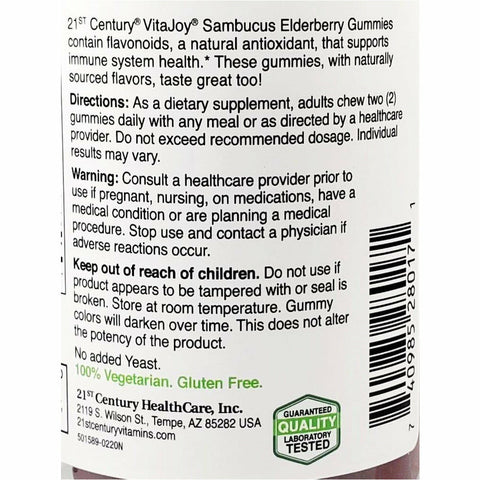 21ST Century® VitaJoy® Sambucus Elderberry Gummies
contain flavonoids, a natural antioxidant, that supports
immune system health.* These gummies, with naturally
sourced flavors, taste great too!
Directions: As a dietary supplement, adults chew two (2)
gummies daily with any meal or as directed by a healthcare
provider. Do not exceed recommended dosage. Individual
results may vary.
Warning: Consult a healthcare provider prior to
use if pregnant, nursing, on medications, have a
medical condition or are planning a medical
procedure. Stop use and contact a physician if
adverse reactions occur.
Keep out of reach of children. Do not use if
product appears to be tampered with or seal is
broken. Store at room temperature. Gummy
colors will darken over time. This does not alter
the potency of the product.
No added Yeast.
100% Vegetarian. Gluten Free.
21ST Century HealthCare, Inc.
2119 S. Wilson St., Tempe, AZ 85282 USA
21stcenturyvitamins.com
501589-0220N
GUARANTEED
QUALITY
LABORATORY
TESTED
7 40985 28017 1